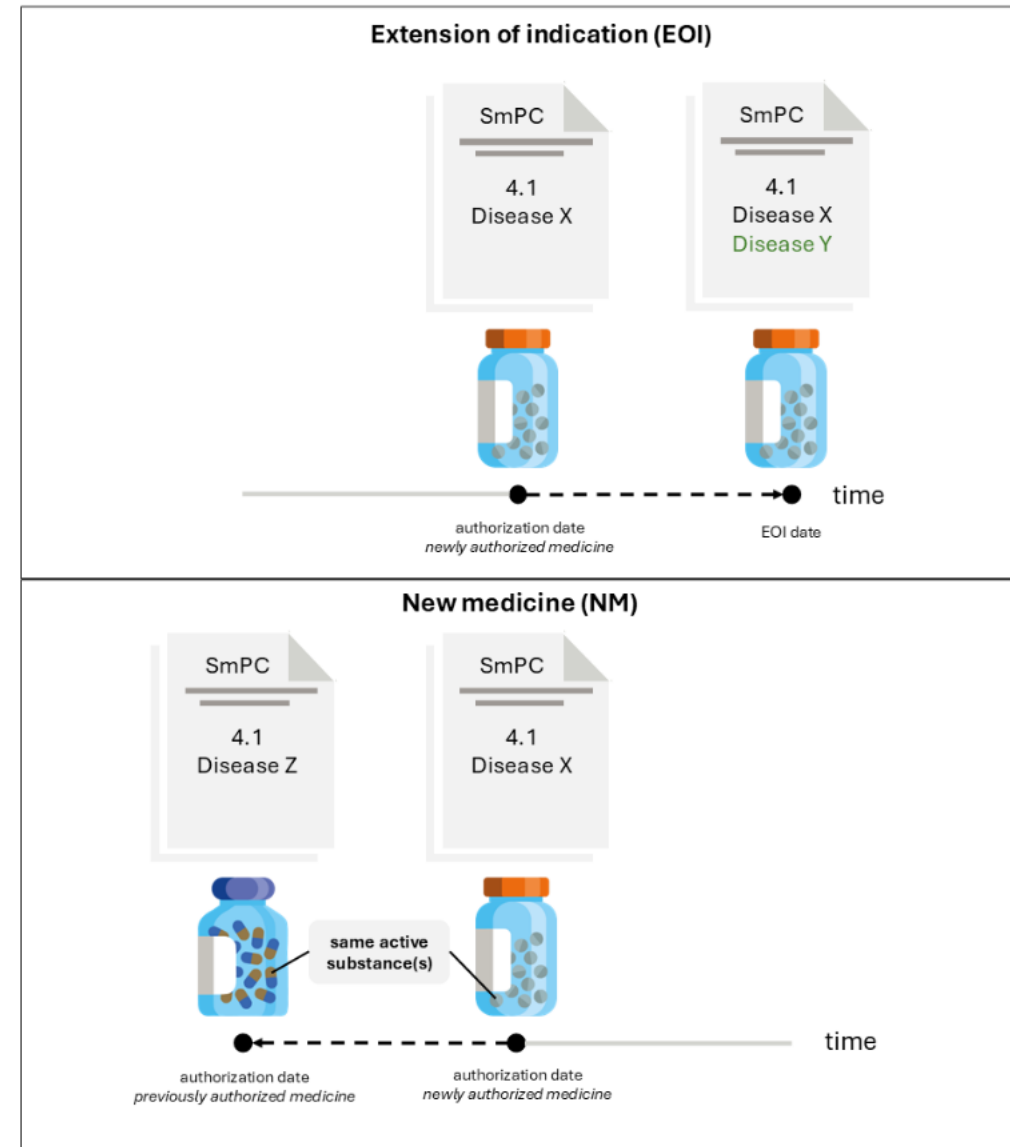 Extension of indication (EOI)
SmPC
4.1
Disease X
SmPC
4.1
Disease X
Disease Y
time
authorization date
newly authorized medicine
EOI date
New medicine (NM)
SmPC
4.1
Disease Z
SmPC
4.1
Disease X
same active
substance(s)
time
authorization date
previously authorized medicine
authorization date
newly authorized medicine